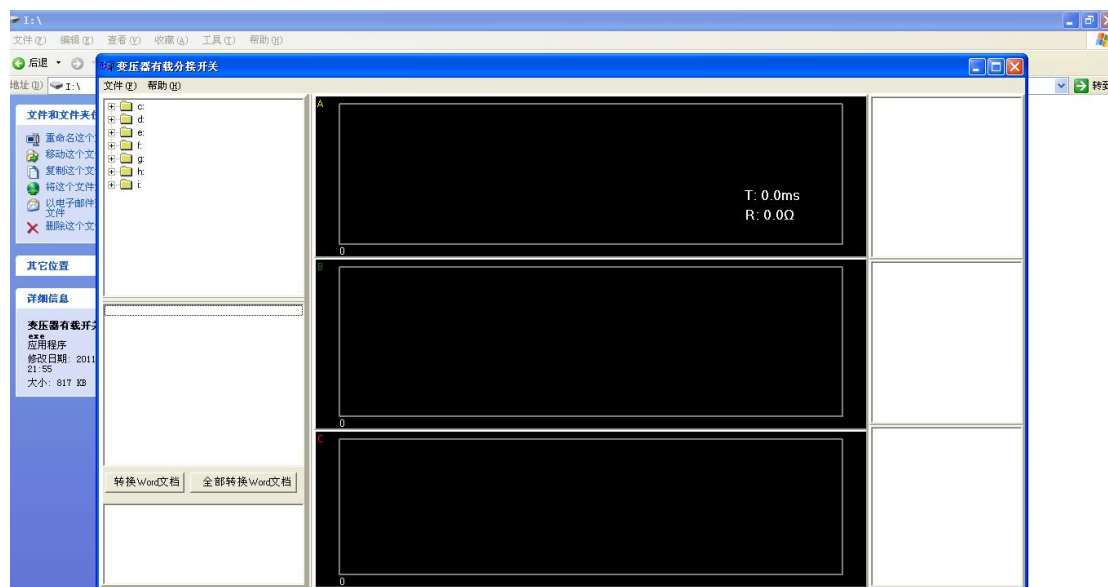 I:\
文件(F) 编辑(E) 查看(V) 收藏(A) 工具(T) 帮助(H)
后退
地址(D) I:\
转到
文件和文件夹任
重命名这个
移动这个文
复制这个文
将这个文件
以电子邮件
文件
删除这个文
其它位置
详细信息
变压器有载开关
exe
应用程序
修改日期: 2011
21:55
大小: 817 KB
变压器有载分接开关
文件(F) 帮助(H)
c:
d:
e:
f:
g:
h:
i:
转换Word文档 全部转换Word文档
A
T: 0.0ms
R: 0.0Ω
0
B
0
C
0